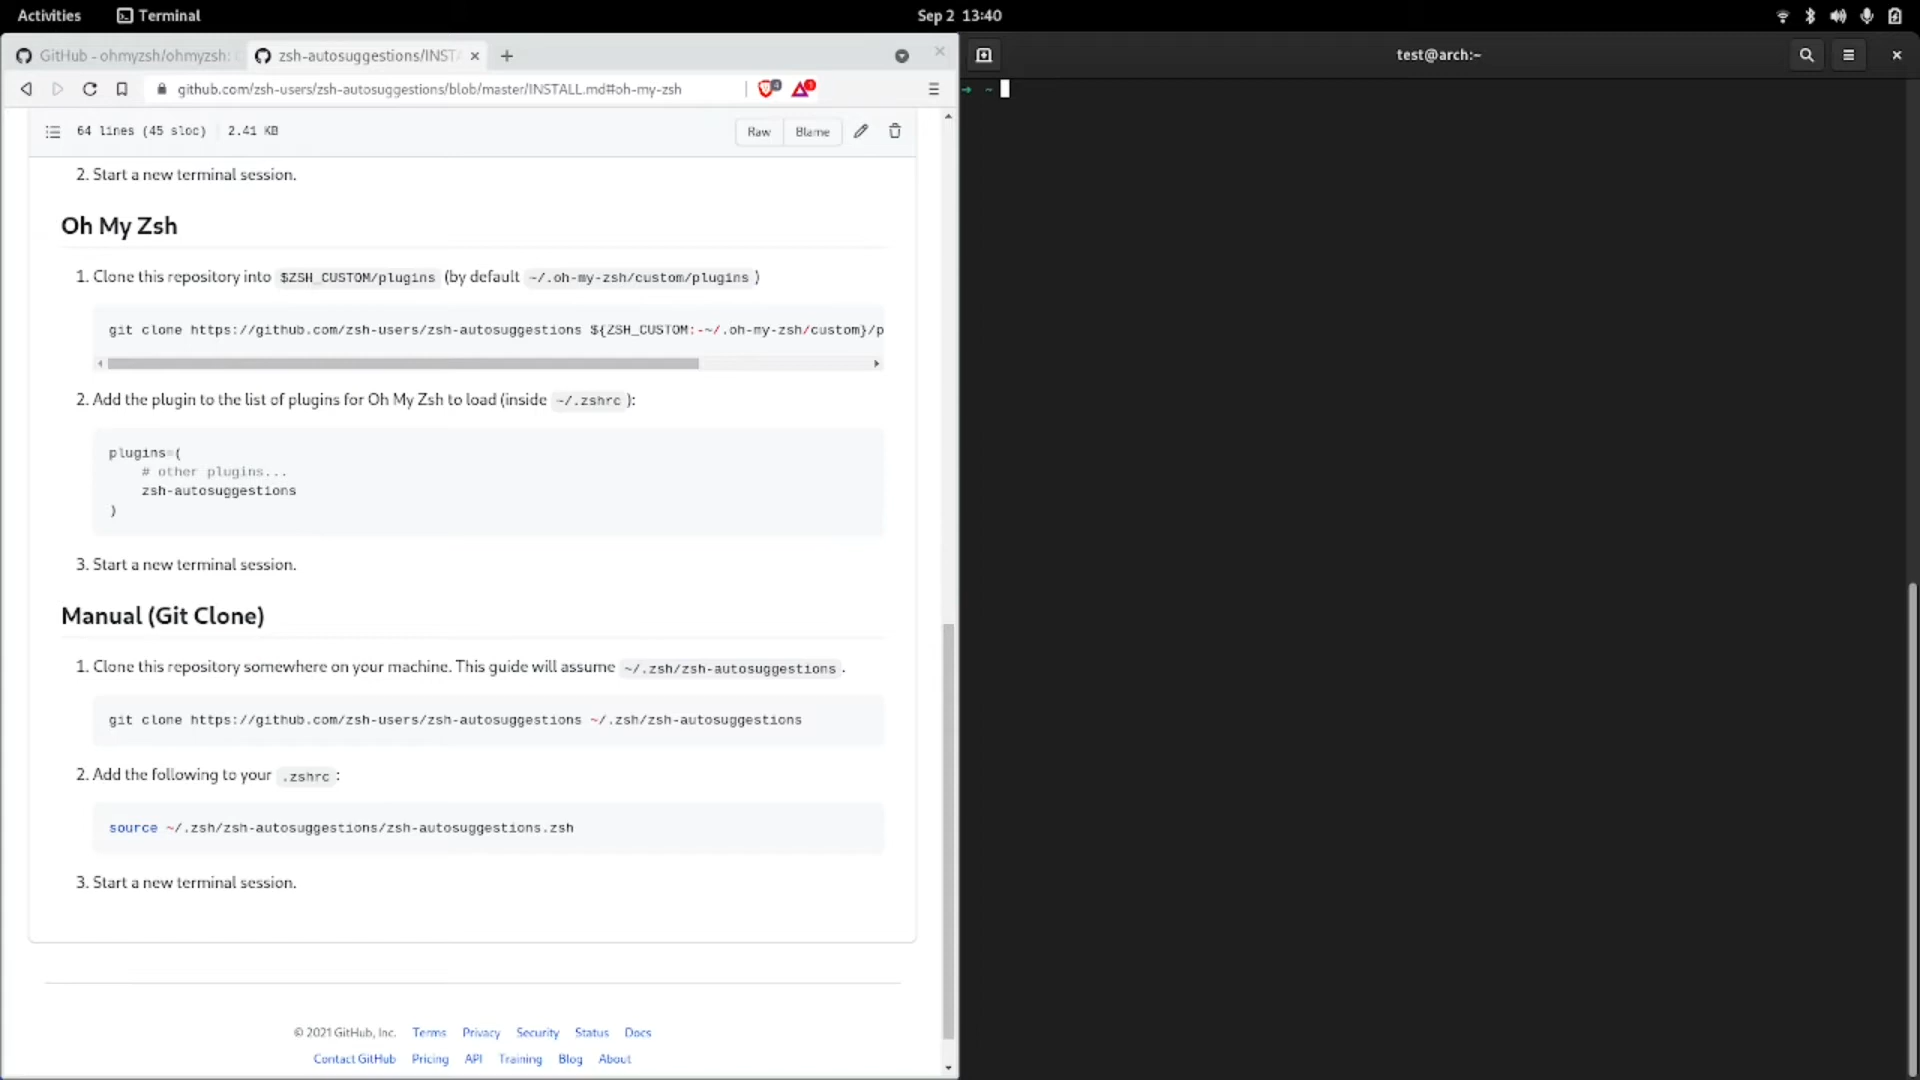 Activities
Terminal
Sep 2 13:40
GitHub - ohmyzsh/ohmyzsh:
zsh-autosuggestions/INST
github.com/zsh-users/zsh-autosuggestions/blob/master/INSTALL.md#oh-my-zsh
64 lines (45 sloc) 2.41 KB
Raw
Blame
2. Start a new terminal session.
Oh My Zsh
1. Clone this repository into $ZSH_CUSTOM/plugins (by default ~/.oh-my-zsh/custom/plugins )
git clone https://github.com/zsh-users/zsh-autosuggestions ${ZSH_CUSTOM:-~/.oh-my-zsh/custom}/p
2. Add the plugin to the list of plugins for Oh My Zsh to load (inside ~/.zshrc ):
plugins=(
# other plugins...
zsh-autosuggestions
)
3. Start a new terminal session.
Manual (Git Clone)
1. Clone this repository somewhere on your machine. This guide will assume ~/.zsh/zsh-autosuggestions .
git clone https://github.com/zsh-users/zsh-autosuggestions ~/.zsh/zsh-autosuggestions
2. Add the following to your .zshrc :
source ~/.zsh/zsh-autosuggestions/zsh-autosuggestions.zsh
3. Start a new terminal session.
© 2021 GitHub, Inc. Terms Privacy Security Status Docs
Contact GitHub Pricing API Training Blog About
test@arch:~
→ ~